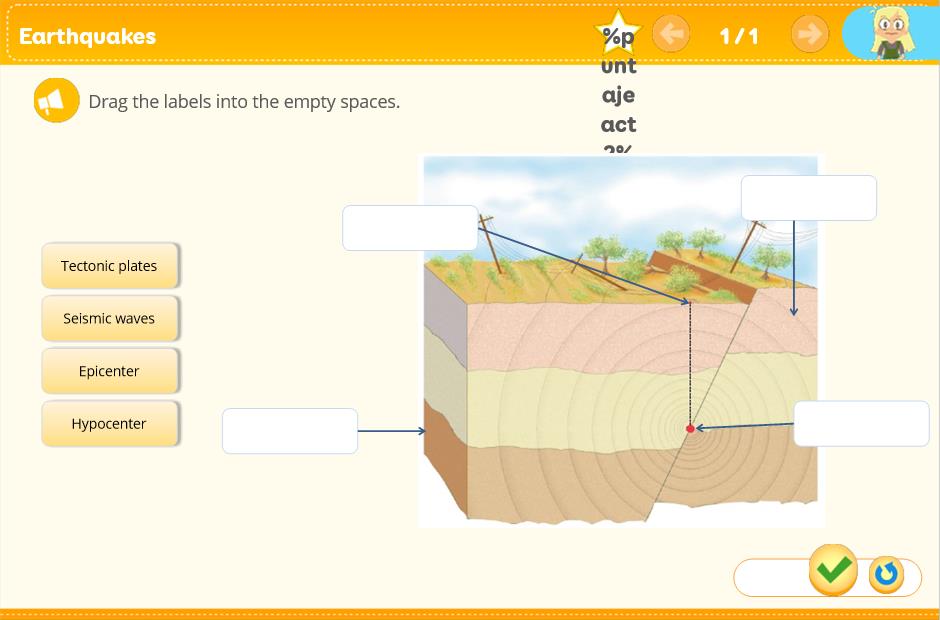 Earthquakes
%p
unt
aje
act
1/1
Drag the labels into the empty spaces.
Tectonic plates
Seismic waves
Epicenter
Hypocenter